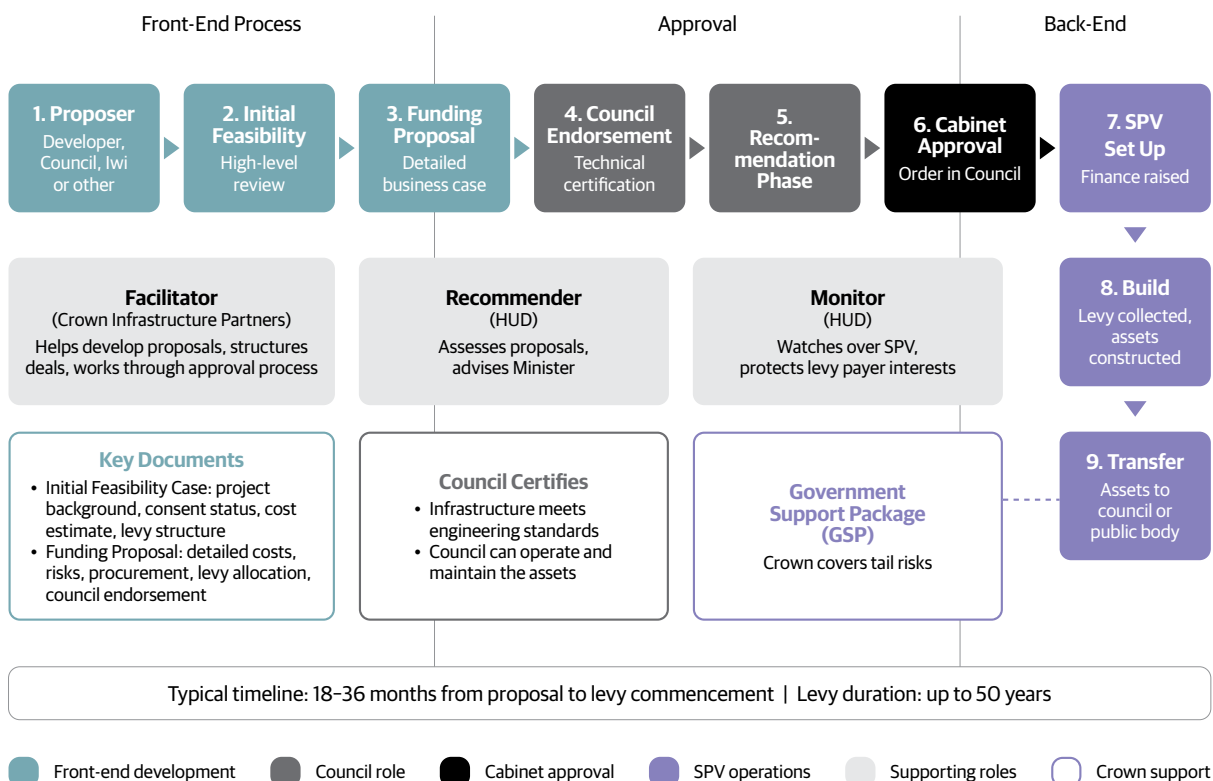 Front-End Process
Approval
Back-End
1. Proposer
Developer,
Council, Iwi
or other
2. Initial
Feasibility
High-level
review
3. Funding
Proposal
Detailed
business case
4. Council
Endorsement
Technical
certification
5.
Recom-
mendation
Phase
6. Cabinet
Approval
Order in Council
7. SPV
Set Up
Finance raised
Facilitator
(Crown Infrastructure Partners)
Helps develop proposals, structures
deals, works through approval process
Recommender
(HUD)
Assesses proposals,
advises Minister
Monitor
(HUD)
Watches over SPV,
protects levy payer interests
8. Build
Levy collected,
assets
constructed
Key Documents
• Initial Feasibility Case: project
background, consent status, cost
estimate, levy structure
• Funding Proposal: detailed costs,
risks, procurement, levy allocation,
council endorsement
Council Certifies
• Infrastructure meets
engineering standards
• Council can operate and
maintain the assets
Government
Support Package
(GSP)
Crown covers tail risks
9. Transfer
Assets to
council or
public body
Typical timeline: 18–36 months from proposal to levy commencement | Levy duration: up to 50 years
Front-end development
Council role
Cabinet approval
SPV operations
Supporting roles
Crown support